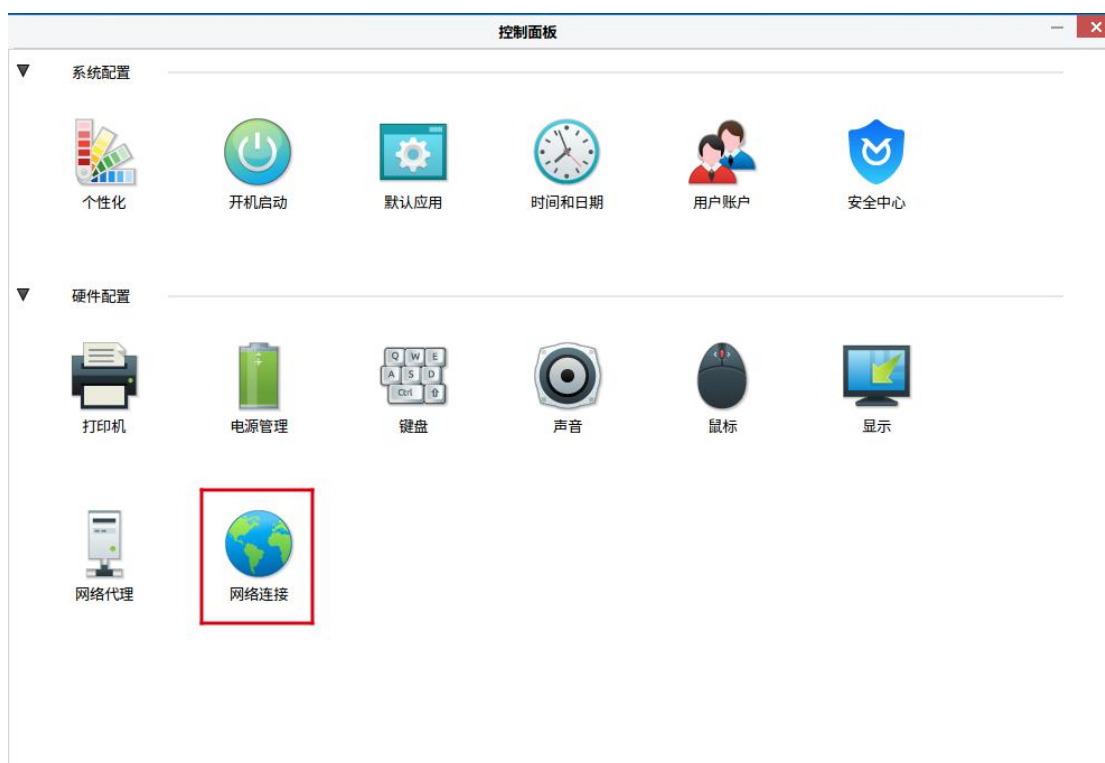 控制面板
系统配置
个性化 开机启动 默认应用 时间和日期 用户账户 安全中心
硬件配置
Q W E
A S D
Ctrl ⇧
打印机 电源管理 键盘 声音 鼠标 显示
网络代理 网络连接